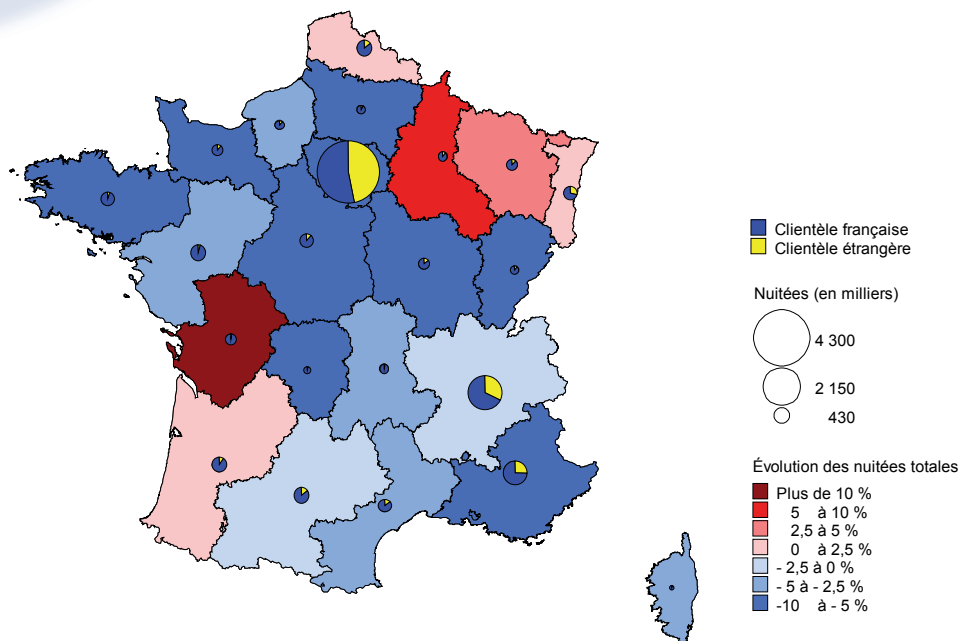 Clientèle française
Clientèle étrangère
Nuitées (en milliers)
4 300
2 150
430
Évolution des nuitées totales
Plus de 10 %
5 à 10 %
2,5 à 5 %
0 à 2,5 %
- 2,5 à 0 %
- 5 à - 2,5 %
-10 à - 5 %